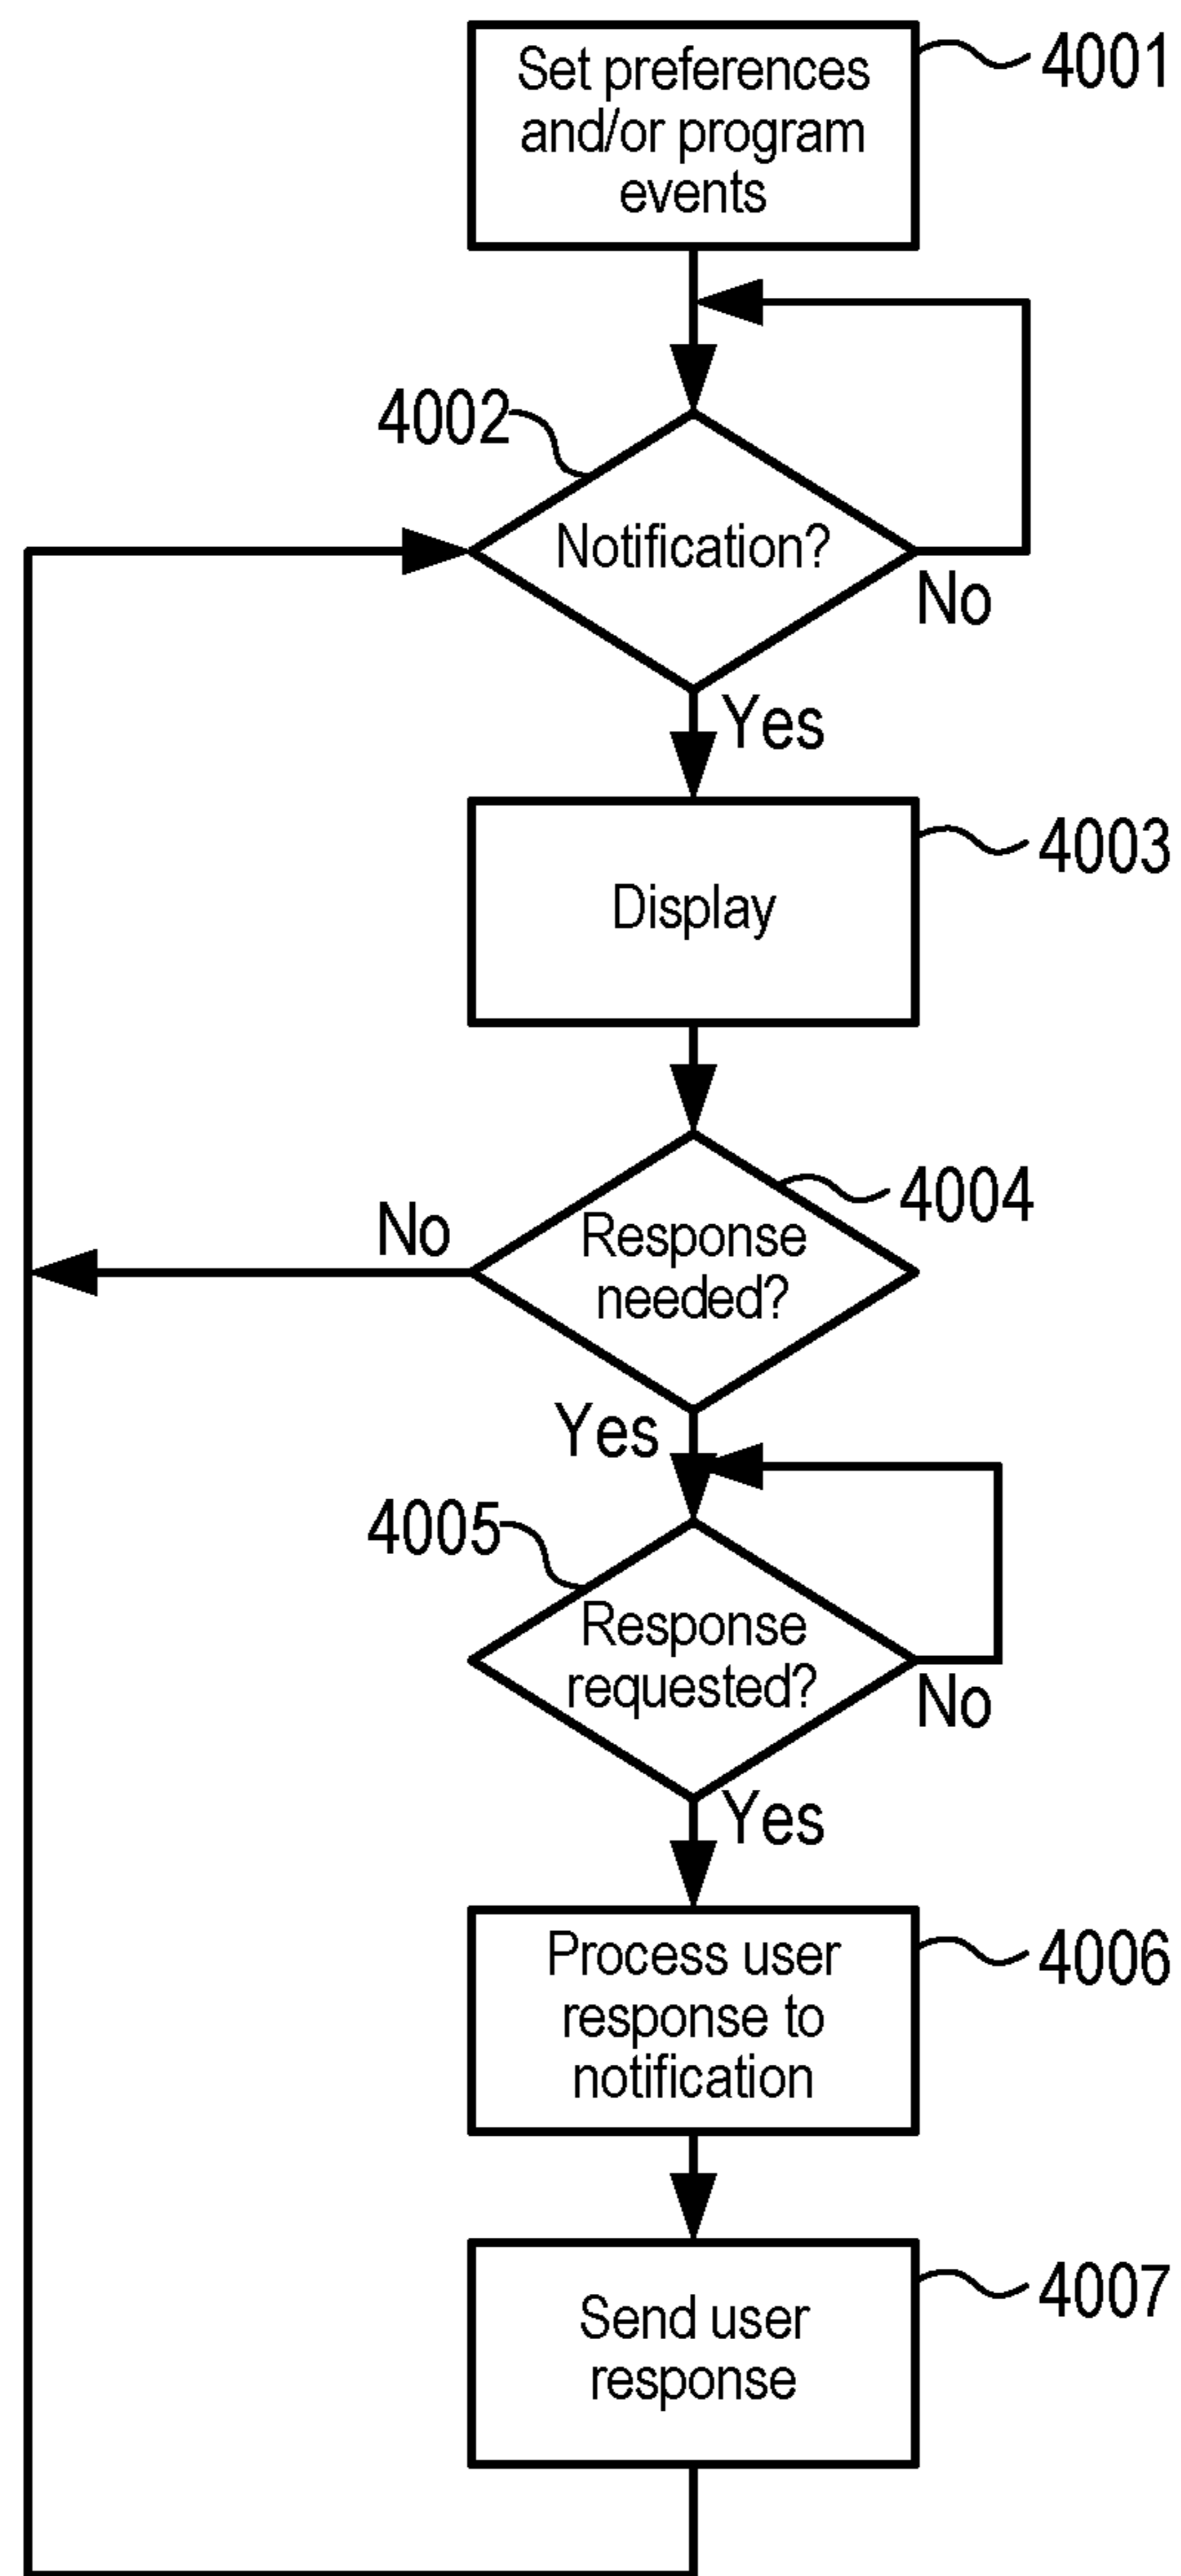 Set preferences
and/or program
events
4001
4002
Notification?
No
Yes
Display
4003
No
Response
needed?
4004
Yes
4005
Response
requested?
No
Yes
Process user
response to
notification
4006
Send user
response
4007